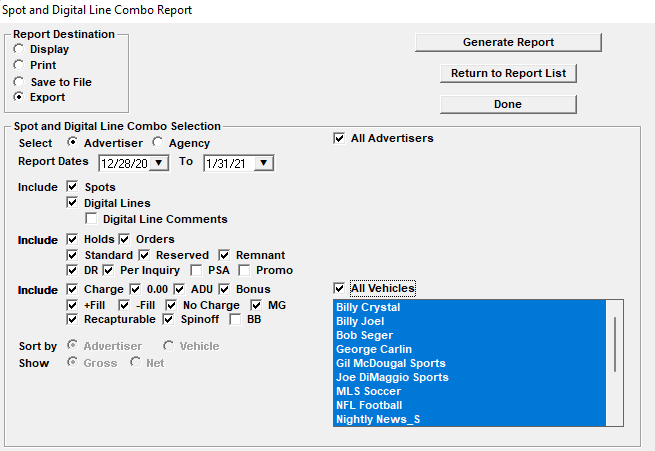 Spot and Digital Line Combo Report
Report Destination
Display
Print
Save to File
Export
Generate Report
Return to Report List
Done
Spot and Digital Line Combo Selection
Select Advertiser Agency
All Advertisers
Report Dates 12/28/20 To 1/31/21
Include Spots
Digital Lines
Digital Line Comments
Include Holds Orders
Standard Reserved Remnant
DR Per Inquiry PSA Promo
Include Charge 0.00 ADU Bonus
+Fill -Fill No Charge MG
Recapturable Spinoff BB
Sort by Advertiser Vehicle
Show Gross Net
All Vehicles
Billy Crystal
Billy Joel
Bob Seger
George Carlin
Gil McDougal Sports
Joe DiMaggio Sports
MLS Soccer
NFL Football
Nightly News_S